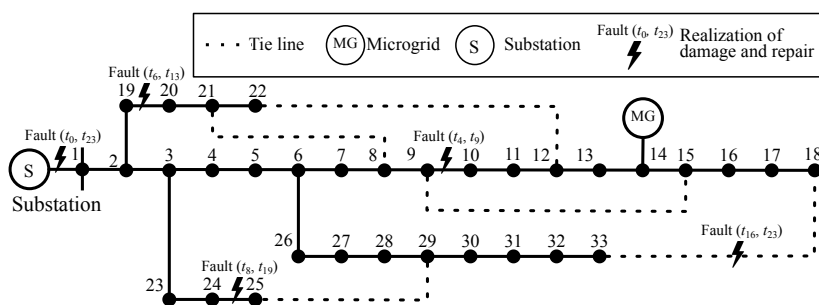 Tie line
MG
Microgrid
S
Substation
Fault (t0, t23)
Realization of
damage and repair
Fault (t6, t13)
19 20 21 22
Fault (t0, t23)
Fault (t4, t9)
MG
S
1 2 3 4 5 6 7 8 9 10 11 12 13 14 15 16 17 18
Substation
26 27 28 29 30 31 32 33
Fault (t16, t23)
Fault (t8, t19)
23 24 25